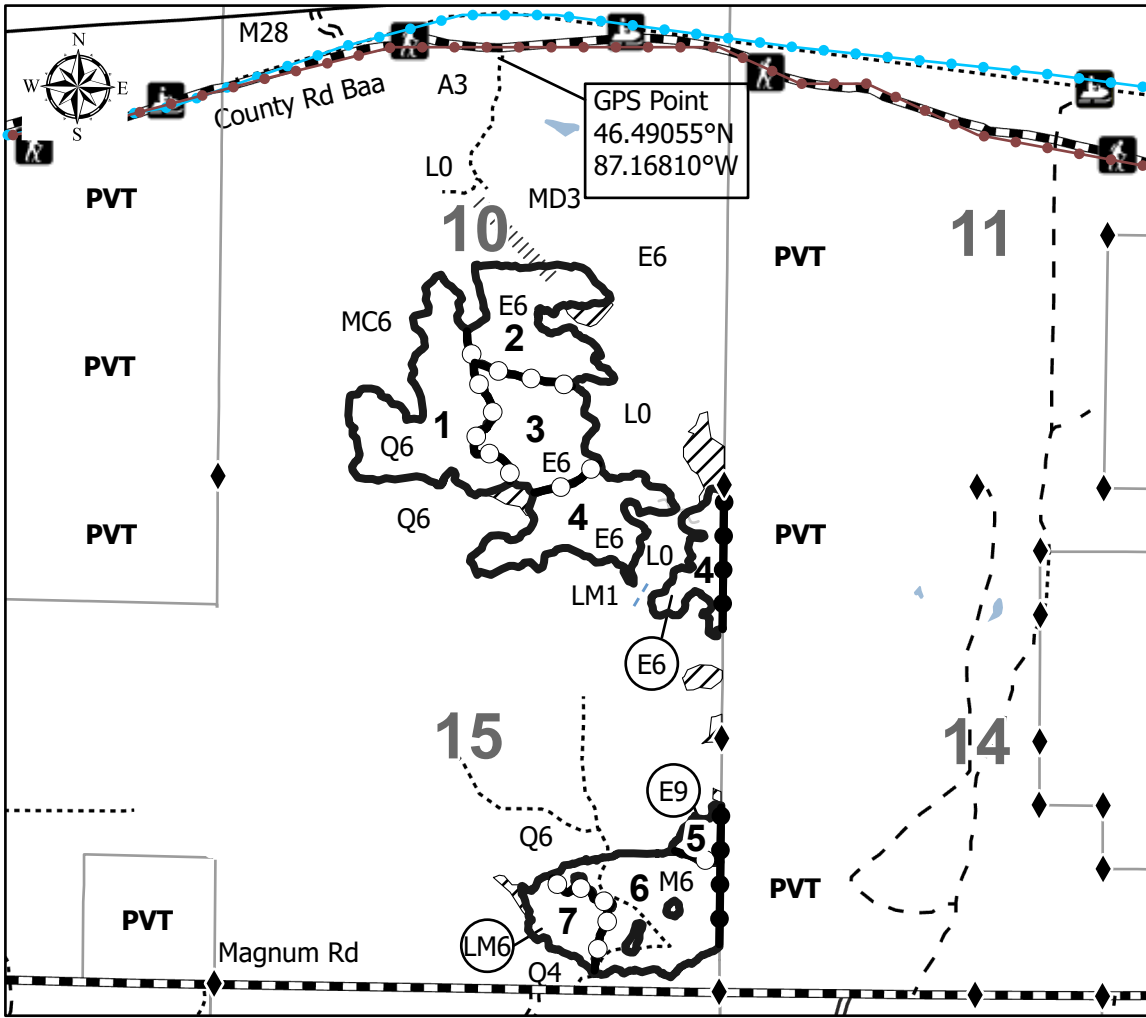 M28
N
W E
S
County Rd Baa
A3
GPS Point
46.49055°N
87.16810°W
L0
PVT
MD3
10
11
E6
PVT
E6
MC6
2
PVT
L0
1
3
Q6
E6
Q6
4
PVT
E6
L0
PVT
4
LM1
E6
15
14
E9
Q6
5
M6
6
PVT
7
PVT
LM6
Magnum Rd
Q4